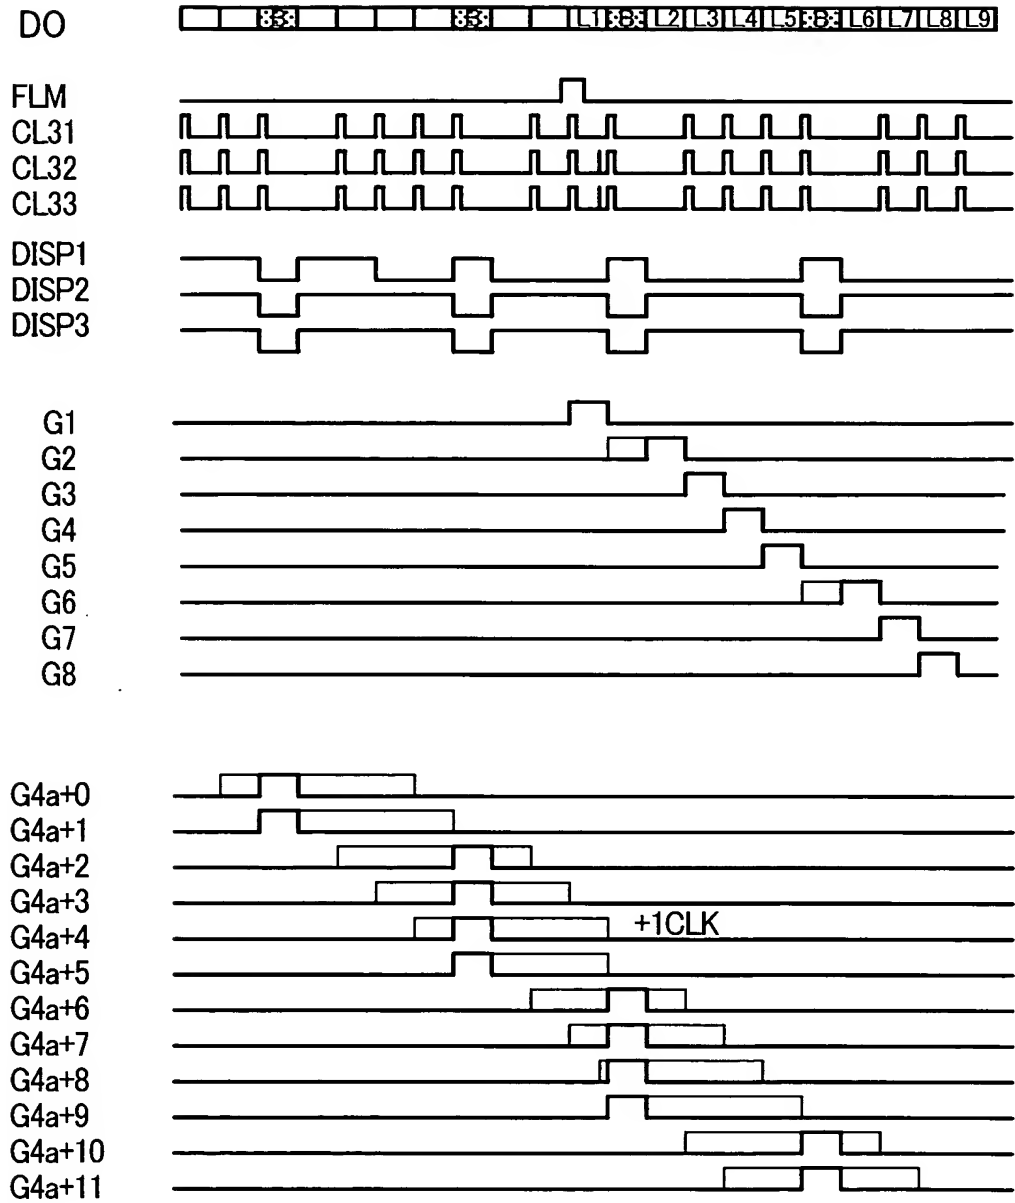 DO B B L1 B L2 L3 L4 L5 B L6 L7 L8 L9
FLM
CL31
CL32
CL33
DISP1
DISP2
DISP3
G1
G2
G3
G4
G5
G6
G7
G8
G4a+0
G4a+1
G4a+2
G4a+3
G4a+4 +1CLK
G4a+5
G4a+6
G4a+7
G4a+8
G4a+9
G4a+10
G4a+11